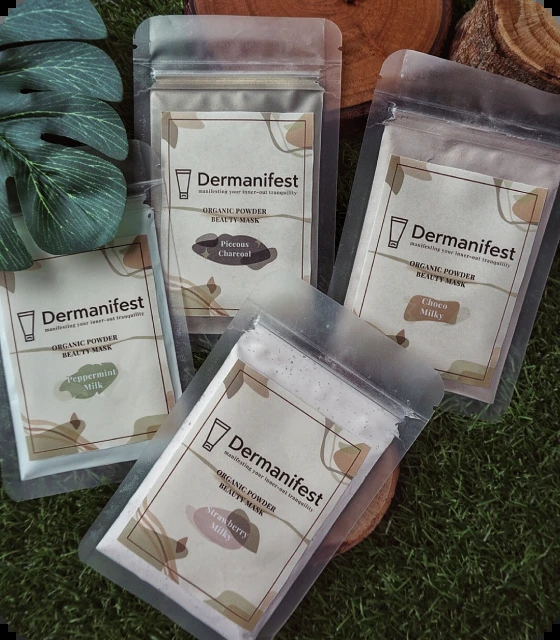 Dermanifest
manifesting your inner-out tranquility
ORGANIC POWDER
BEAUTY MASK
Piceous
Charcoal
Dermanifest
manifesting your inner-out tranquility
ORGANIC POWDER
BEAUTY MASK
Choco
Milky
Dermanifest
manifesting your inner-out tranquility
ORGANIC POWDER
BEAUTY MASK
Peppermint
Milk
Dermanifest
manifesting your inner-out tranquility
ORGANIC POWDER
BEAUTY MASK
Strawberry
Milky